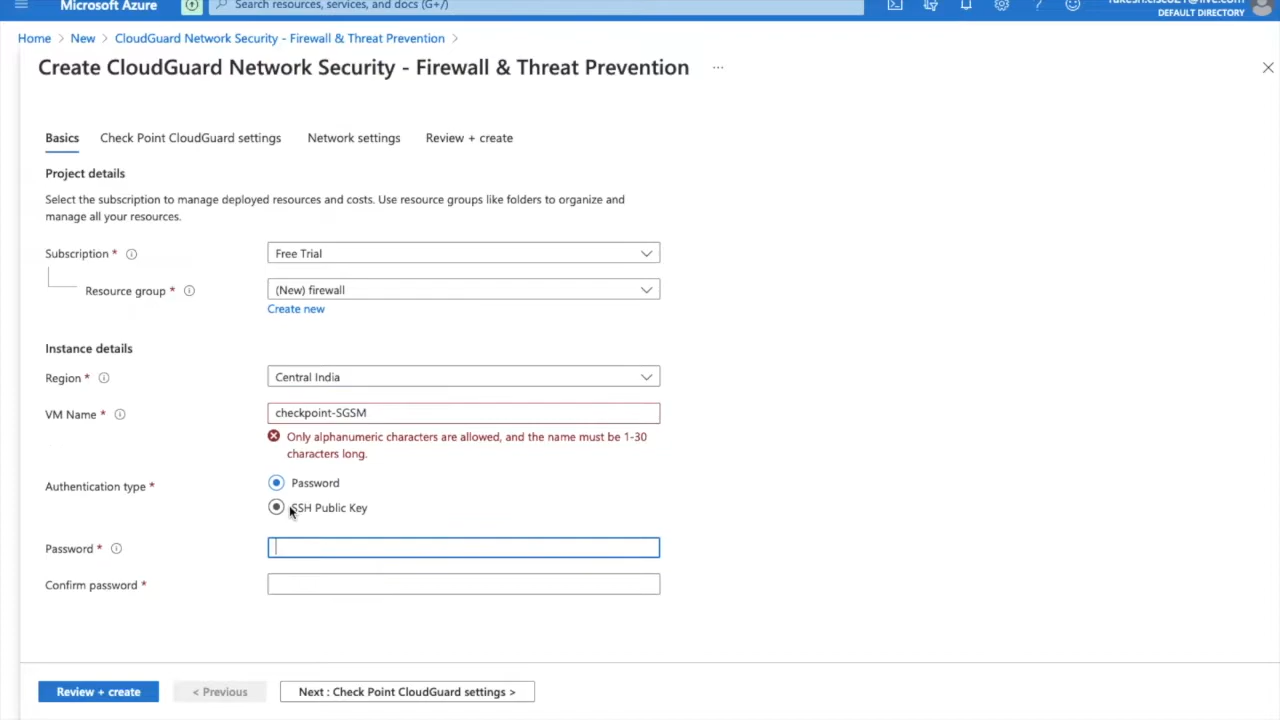 Microsoft Azure
Search resources, services, and docs (G+/)
DEFAULT DIRECTORY
Home > New > CloudGuard Network Security - Firewall & Threat Prevention >
Create CloudGuard Network Security - Firewall & Threat Prevention ...
Basics Check Point CloudGuard settings Network settings Review + create
Project details
Select the subscription to manage deployed resources and costs. Use resource groups like folders to organize and
manage all your resources.
Subscription * Free Trial
Resource group * (New) firewall
Create new
Instance details
Region * Central India
VM Name * checkpoint-SGSM
Only alphanumeric characters are allowed, and the name must be 1-30
characters long.
Authentication type * Password
SSH Public Key
Password *
Confirm password *
Review + create < Previous Next : Check Point CloudGuard settings >